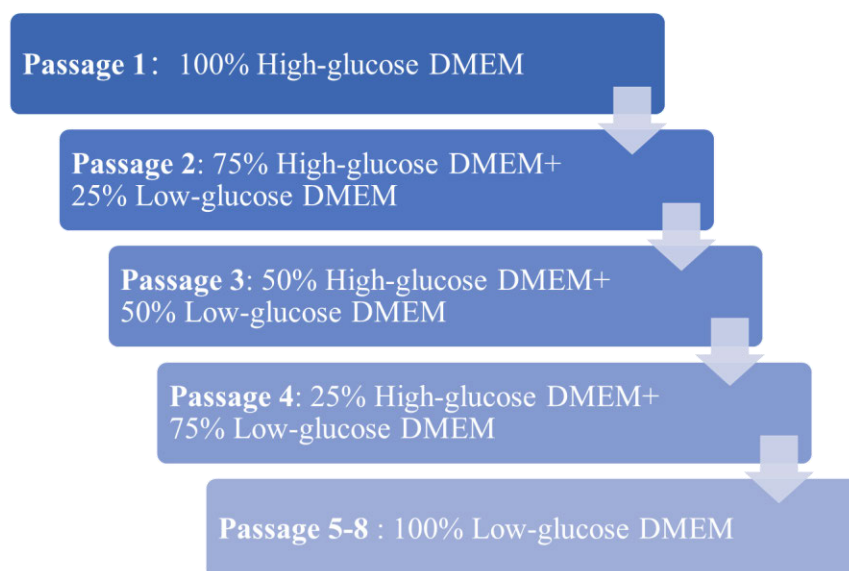 Passage 1： 100% High-glucose DMEM
Passage 2: 75% High-glucose DMEM+
25% Low-glucose DMEM
Passage 3: 50% High-glucose DMEM+
50% Low-glucose DMEM
Passage 4: 25% High-glucose DMEM+
75% Low-glucose DMEM
Passage 5-8 : 100% Low-glucose DMEM